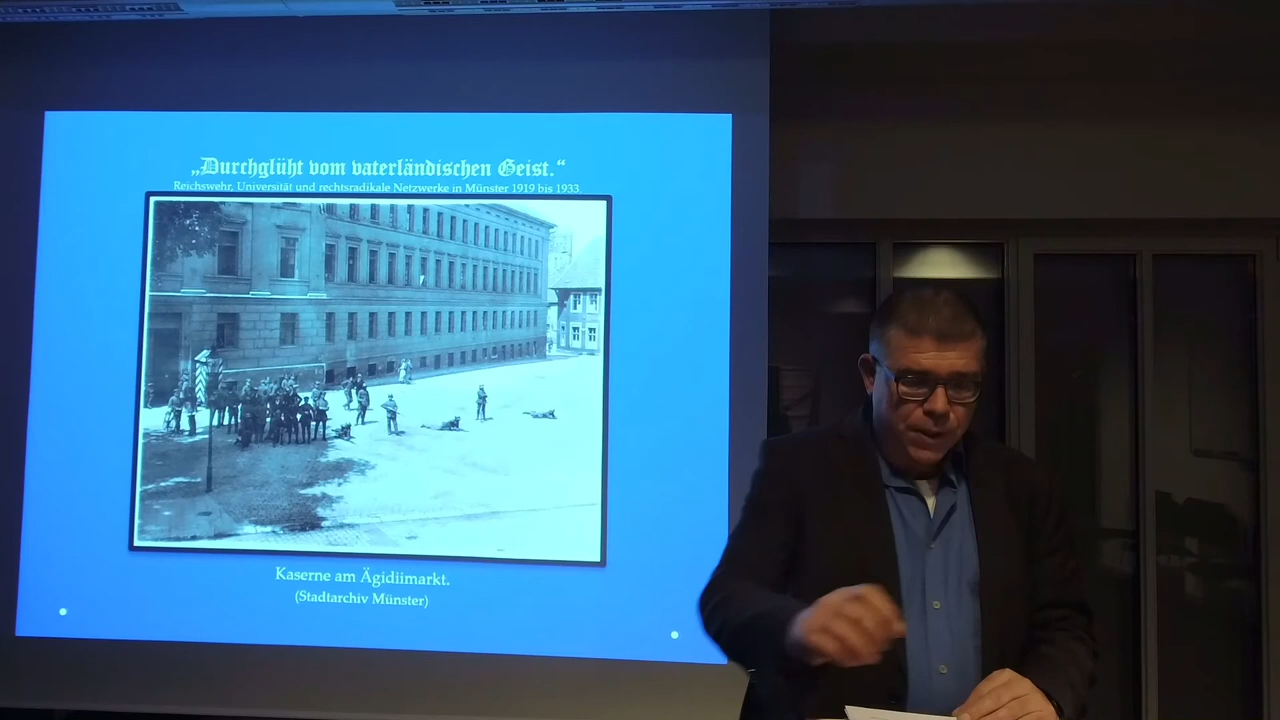 „Durchglüht vom vaterländischen Geist.“
Reichswehr, Universität und rechtsradikale Netzwerke in Münster 1919 bis 1933
Kaserne am Ägidiimarkt.
(Stadtarchiv Münster)